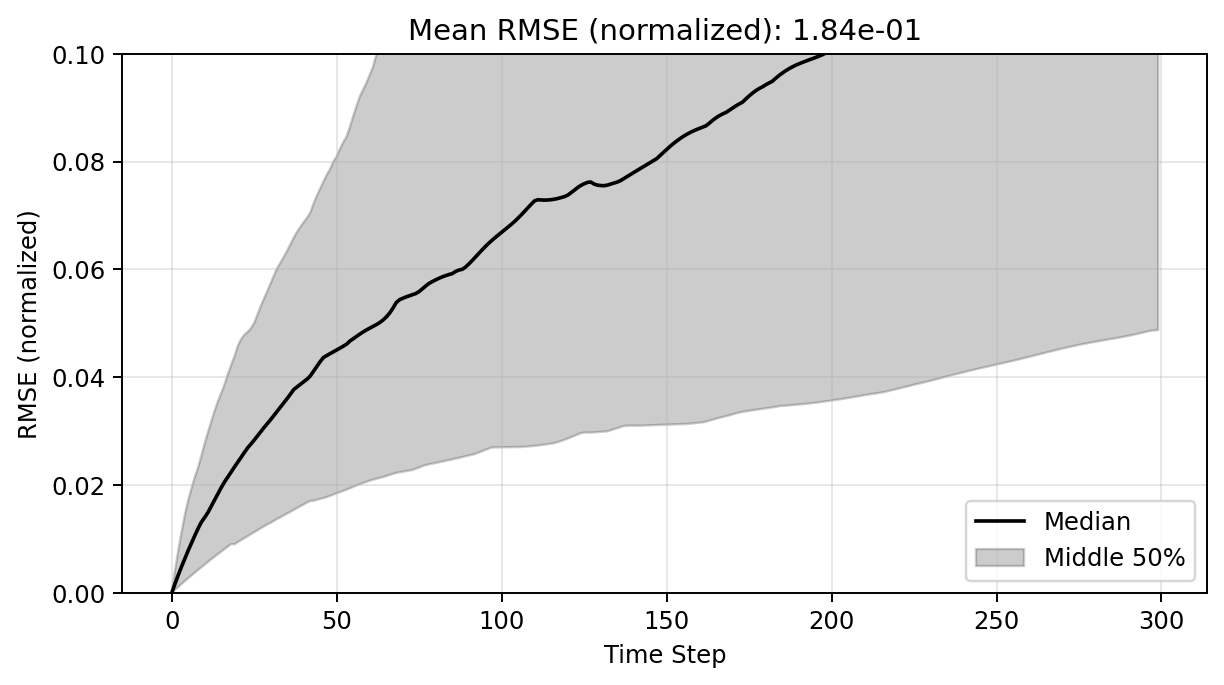 Mean RMSE (normalized): 1.84e-01
RMSE (normalized)
0.10
0.08
0.06
0.04
0.02
0.00
0 50 100 150 200 250 300
Time Step
Median
Middle 50%